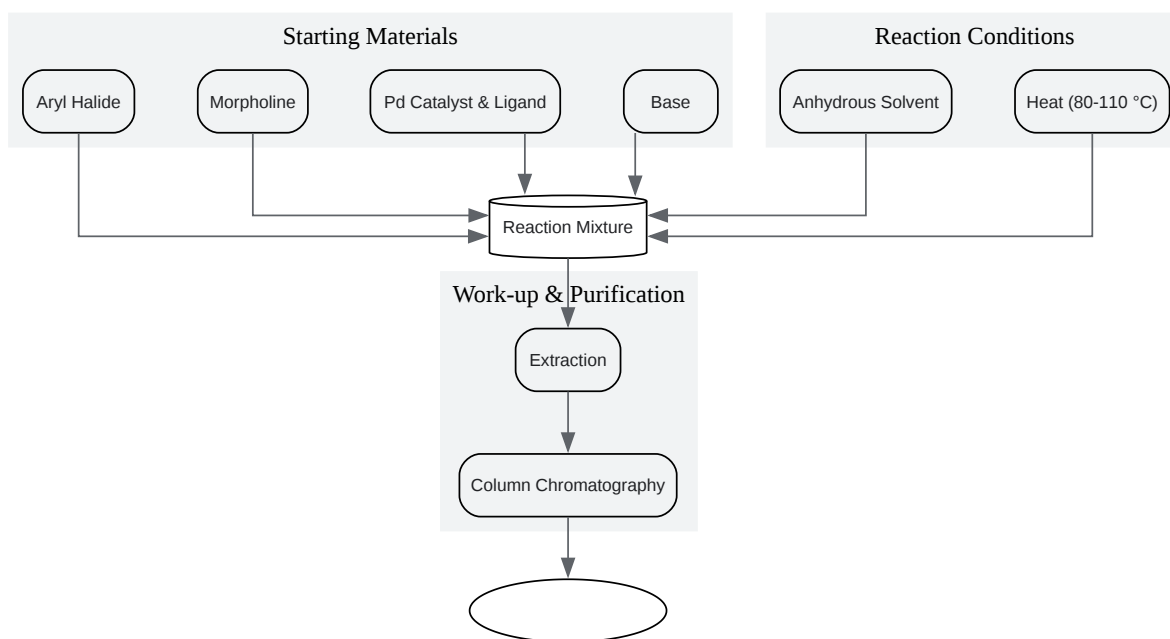 Starting Materials
Reaction Conditions
Aryl Halide
Morpholine
Pd Catalyst & Ligand
Base
Anhydrous Solvent
Heat (80-110 °C)
Reaction Mixture
Work-up & Purification
Extraction
Column Chromatography